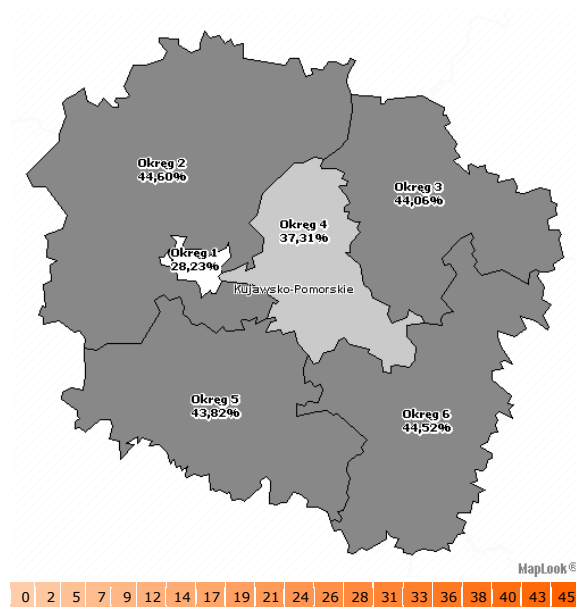 Okręg 2
44,60%
Okręg 3
44,06%
Okręg 4
37,31%
Okręg 1
28,23%
Kujawsko-Pomorskie
Okręg 5
43,82%
Okręg 6
44,52%
MapLook®
0 2 5 7 9 12 14 17 19 21 24 26 28 31 33 36 38 40 43 45